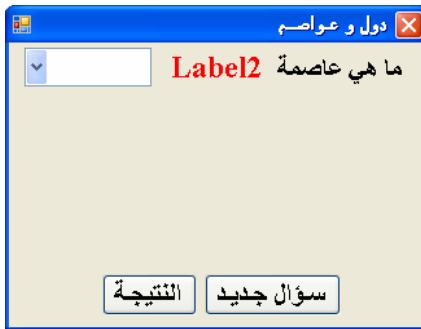 دول و عواصم
ما هي عاصمة Label2
سؤال جديد النتيجة